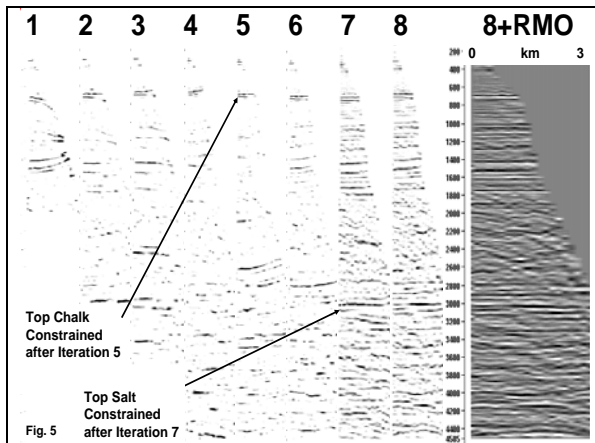 1 2 3 4 5 6 7 8 8+RMO
0 km 3
200
400
600
800
1000
1200
1400
1600
1800
2000
2200
2400
2600
2800
3000
3200
3400
3600
3800
4000
4200
4400
4505
Top Chalk
Constrained
after Iteration 5
Top Salt
Constrained
after Iteration 7
Fig. 5